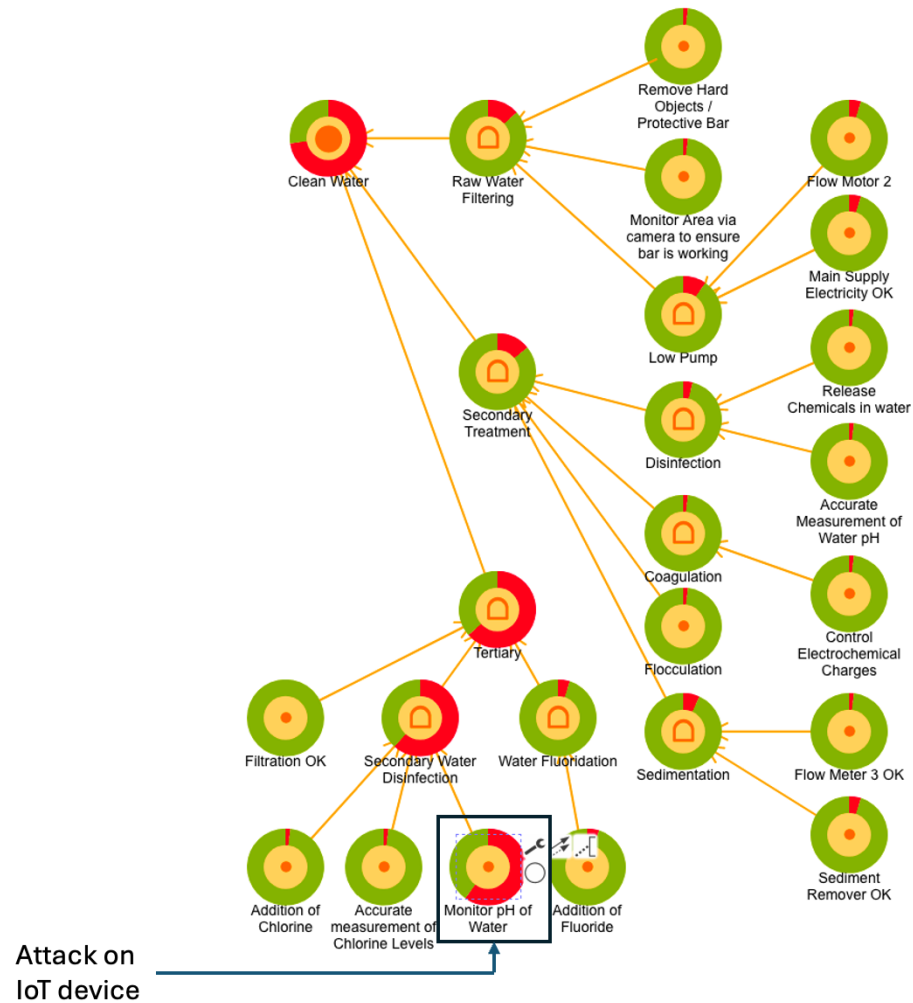 Remove Hard
Objects /
Protective Bar
Clean Water
Raw Water
Filtering
Flow Motor 2
Monitor Area via
camera to ensure
bar is working
Main Supply
Electricity OK
Low Pump
Release
Chemicals in water
Secondary
Treatment
Disinfection
Accurate
Measurement of
Water pH
Coagulation
Control
Electrochemical
Charges
Tertiary
Flocculation
Filtration OK
Secondary Water
Disinfection
Water Fluoridation
Sedimentation
Flow Meter 3 OK
Sediment
Remover OK
Addition of
Chlorine
Accurate
measurement of
Chlorine Levels
Monitor pH of
Water
Addition of
Fluoride
Attack on
IoT device